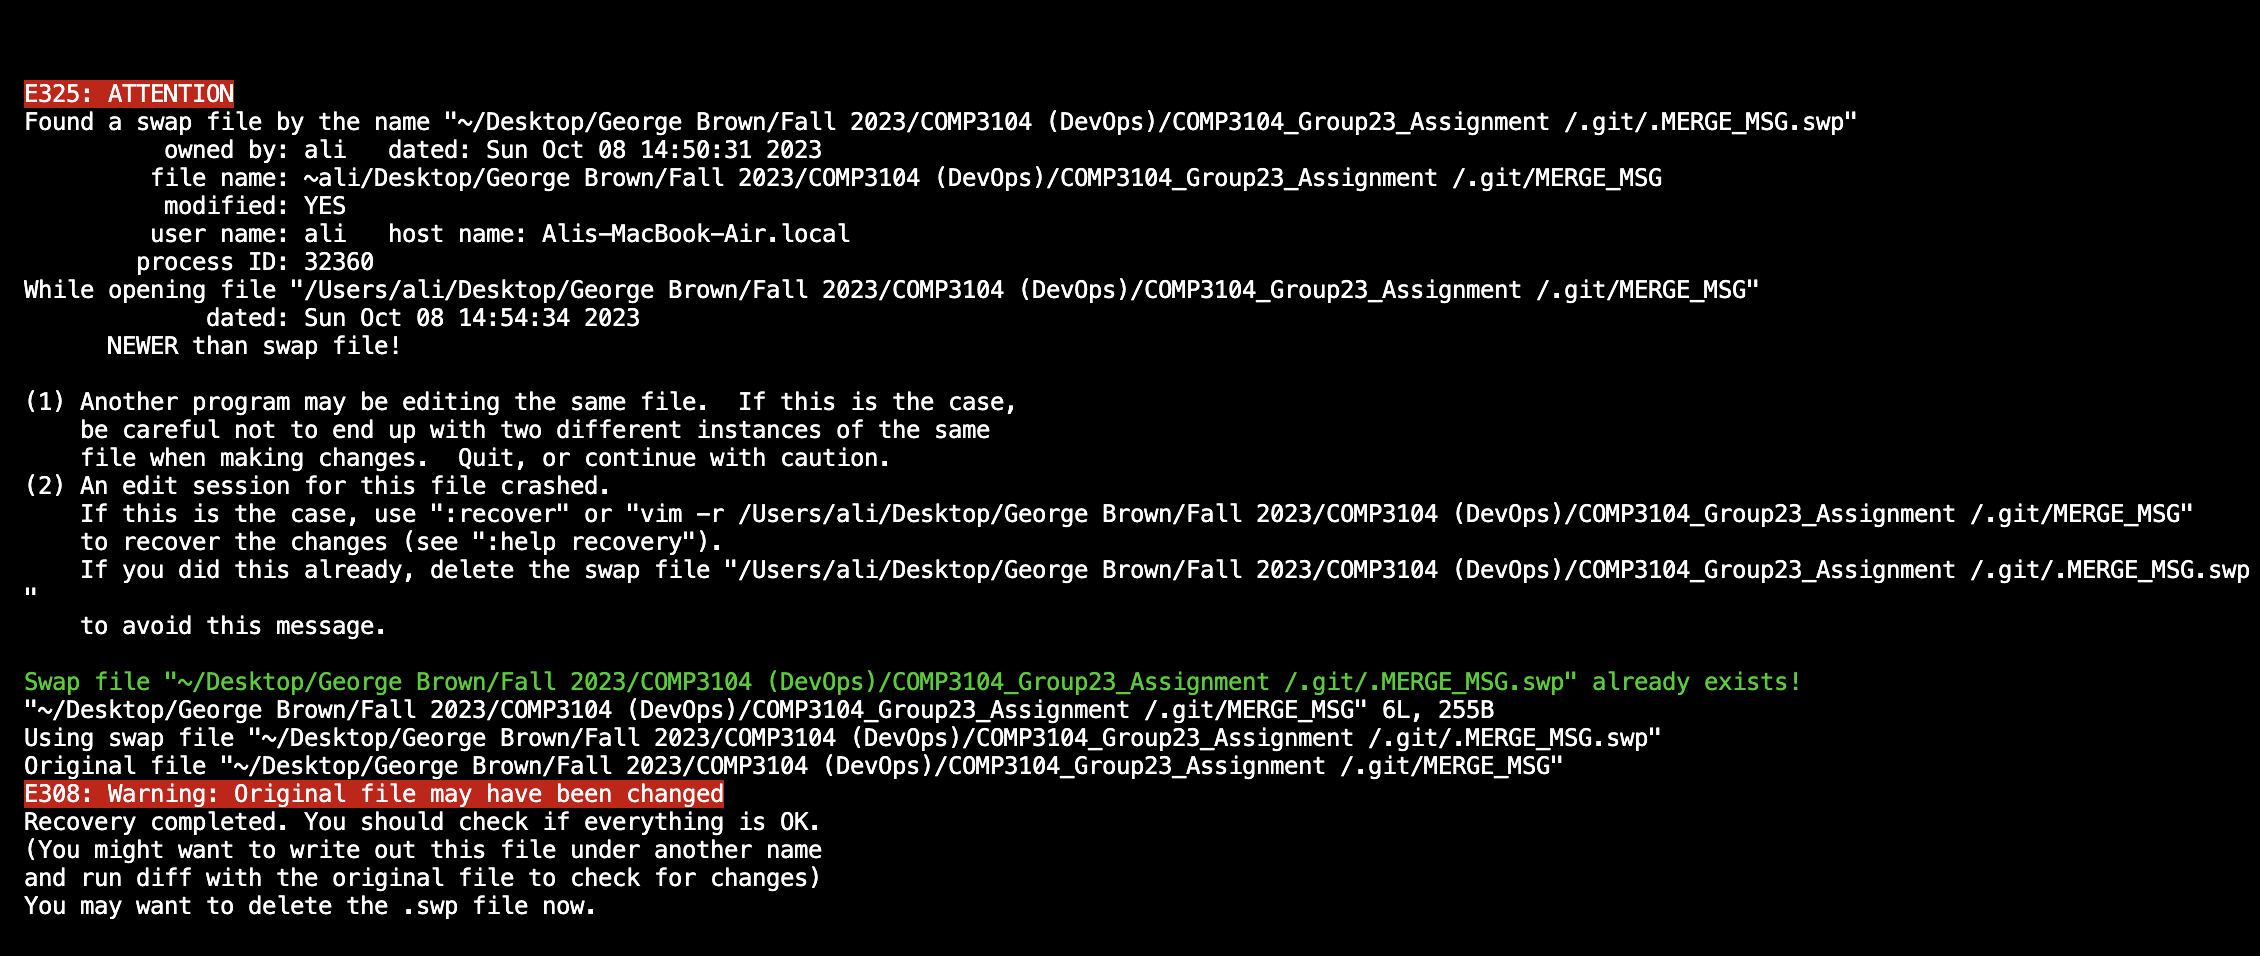 E325: ATTENTION
Found a swap file by the name "~/Desktop/George Brown/Fall 2023/COMP3104 (DevOps)/COMP3104_Group23_Assignment /.git/.MERGE_MSG.swp"
          owned by: ali   dated: Sun Oct 08 14:50:31 2023
         file name: ~ali/Desktop/George Brown/Fall 2023/COMP3104 (DevOps)/COMP3104_Group23_Assignment /.git/MERGE_MSG
          modified: YES
         user name: ali   host name: Alis-MacBook-Air.local
        process ID: 32360
While opening file "/Users/ali/Desktop/George Brown/Fall 2023/COMP3104 (DevOps)/COMP3104_Group23_Assignment /.git/MERGE_MSG"
             dated: Sun Oct 08 14:54:34 2023
      NEWER than swap file!

(1) Another program may be editing the same file.  If this is the case,
    be careful not to end up with two different instances of the same
    file when making changes.  Quit, or continue with caution.
(2) An edit session for this file crashed.
    If this is the case, use ":recover" or "vim -r /Users/ali/Desktop/George Brown/Fall 2023/COMP3104 (DevOps)/COMP3104_Group23_Assignment /.git/MERGE_MSG"
    to recover the changes (see ":help recovery").
    If you did this already, delete the swap file "/Users/ali/Desktop/George Brown/Fall 2023/COMP3104 (DevOps)/COMP3104_Group23_Assignment /.git/.MERGE_MSG.swp
"
    to avoid this message.

Swap file "~/Desktop/George Brown/Fall 2023/COMP3104 (DevOps)/COMP3104_Group23_Assignment /.git/.MERGE_MSG.swp" already exists!
"~/Desktop/George Brown/Fall 2023/COMP3104 (DevOps)/COMP3104_Group23_Assignment /.git/MERGE_MSG" 6L, 255B
Using swap file "~/Desktop/George Brown/Fall 2023/COMP3104 (DevOps)/COMP3104_Group23_Assignment /.git/.MERGE_MSG.swp"
Original file "~/Desktop/George Brown/Fall 2023/COMP3104 (DevOps)/COMP3104_Group23_Assignment /.git/MERGE_MSG"
E308: Warning: Original file may have been changed
Recovery completed. You should check if everything is OK.
(You might want to write out this file under another name
and run diff with the original file to check for changes)
You may want to delete the .swp file now.